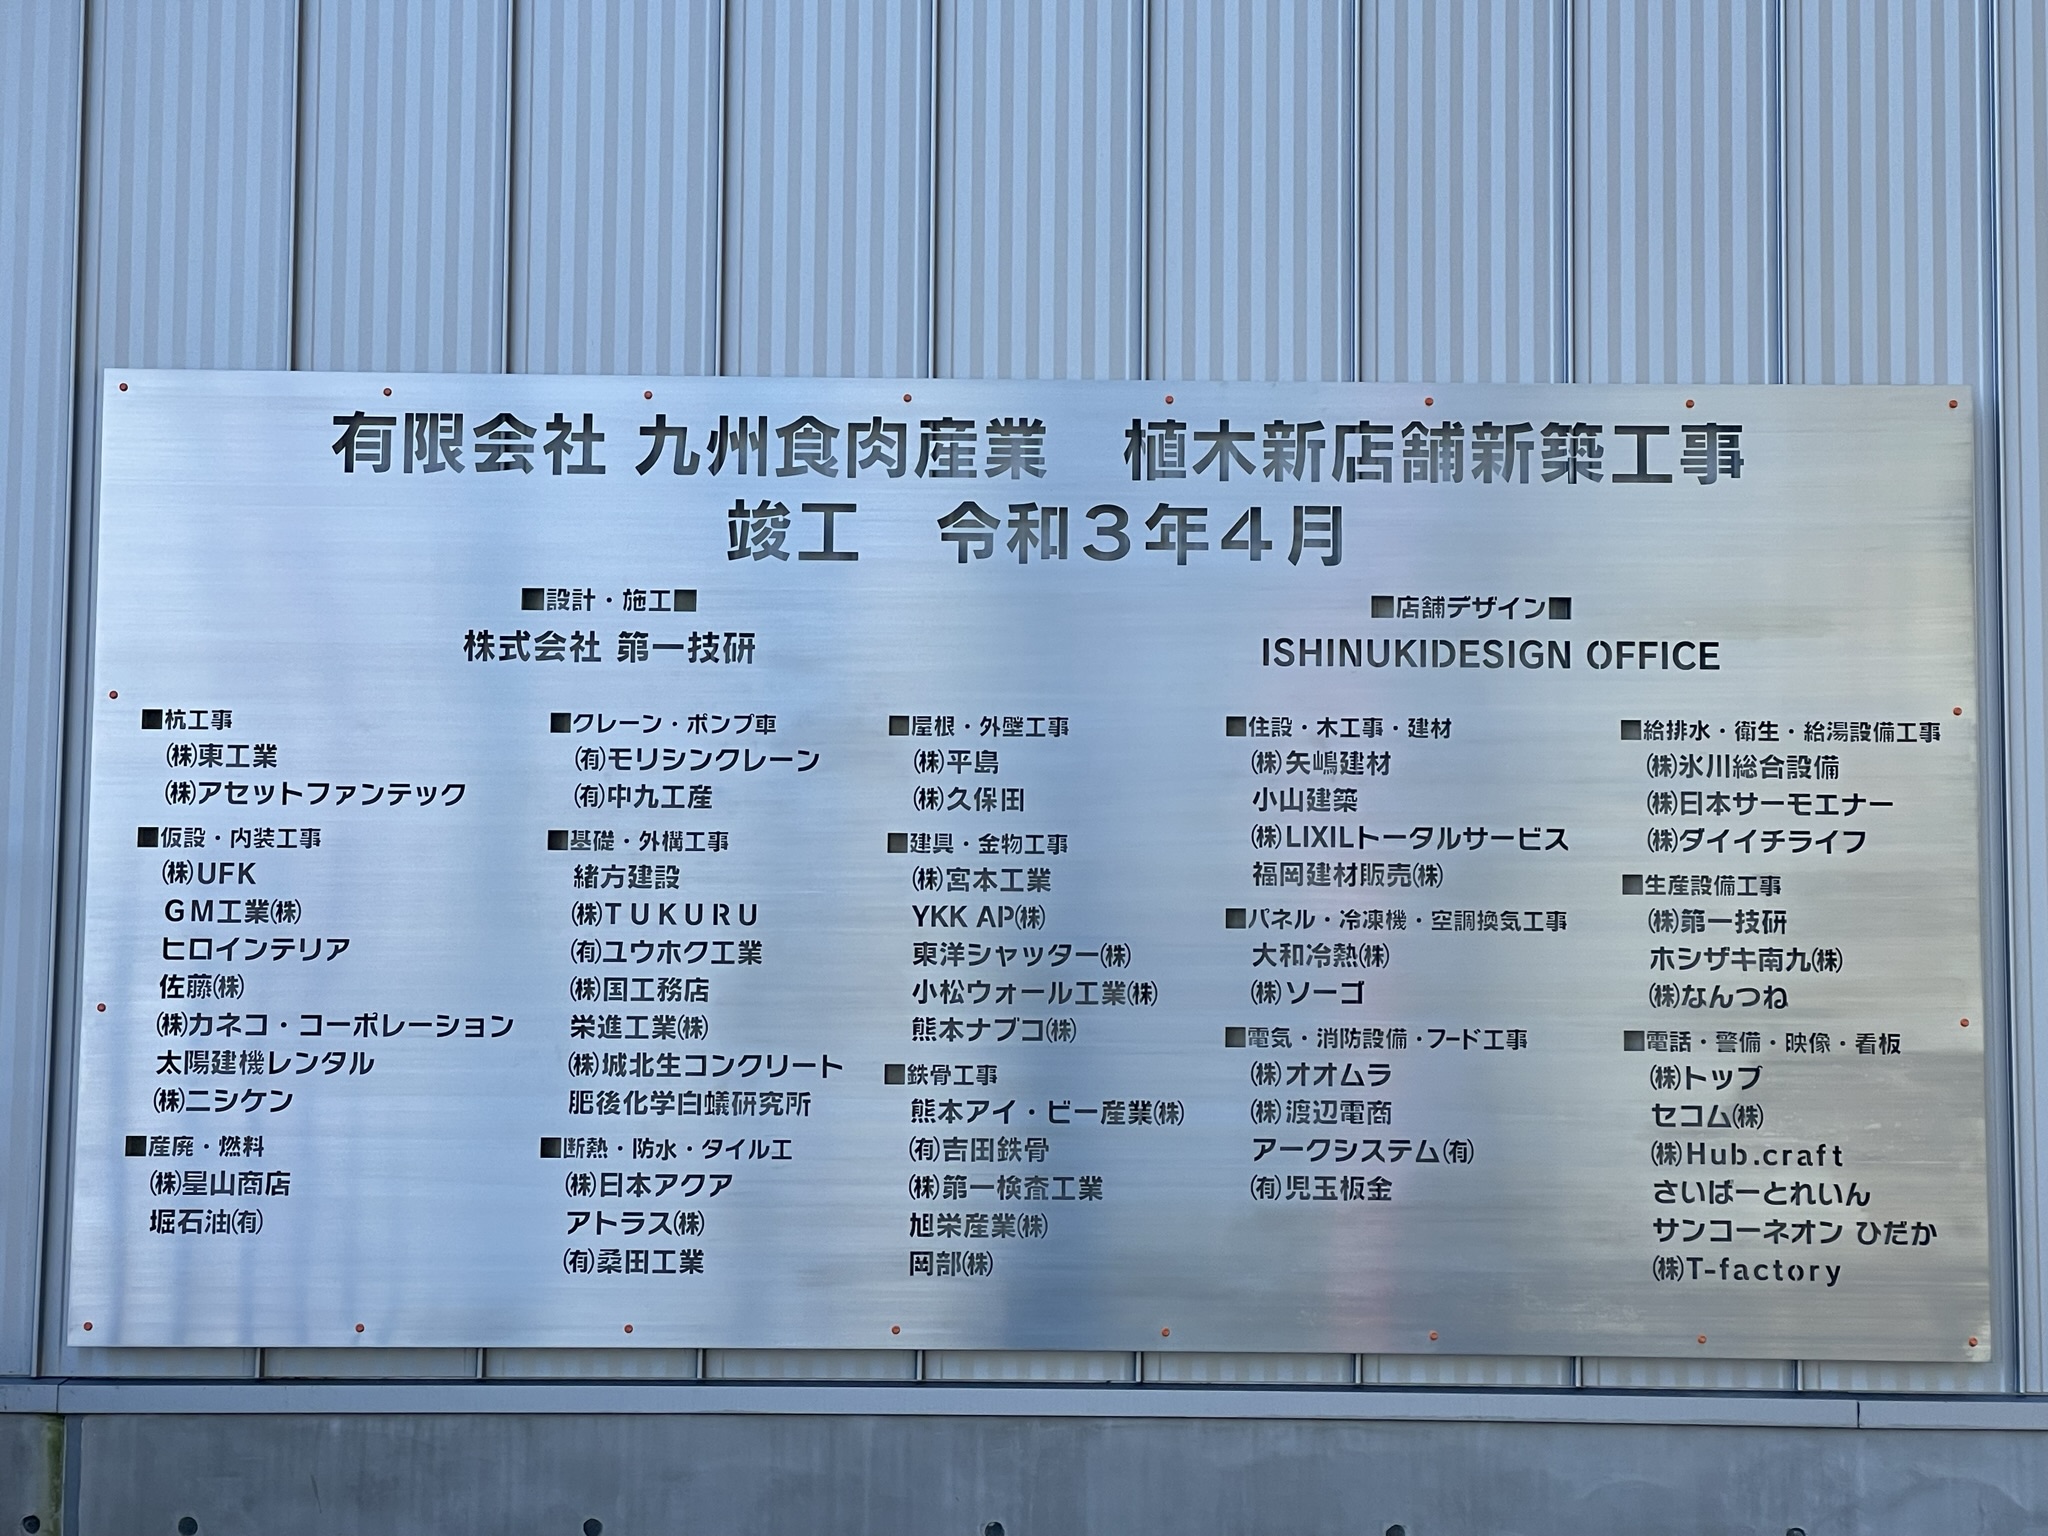 有限会社 九州食肉産業　植木新店舗新築工事
竣工　令和３年４月
■設計・施工■
株式会社 第一技研
■店舗デザイン■
ISHINUKIDESIGN OFFICE
■杭工事
㈱東工業
㈱アセットファンテック
■仮設・内装工事
㈱UFK
GM工業㈱
ヒロインテリア
佐藤㈱
㈱カネコ・コーポレーション
太陽建機レンタル
㈱ニシケン
■産廃・燃料
㈱星山商店
堀石油㈲
■クレーン・ポンプ車
㈲モリシンクレーン
㈲中九工産
■基礎・外構工事
緒方建設
㈱TUKURU
㈲ユウホク工業
㈱国工務店
栄進工業㈱
㈱城北生コンクリート
肥後化学白蟻研究所
■断熱・防水・タイル工
㈱日本アクア
アトラス㈱
㈲桑田工業
■屋根・外壁工事
㈱平島
㈱久保田
■建具・金物工事
㈱宮本工業
YKK AP㈱
東洋シャッター㈱
小松ウォール工業㈱
熊本ナブコ㈱
■鉄骨工事
熊本アイ・ビー産業㈱
㈲吉田鉄骨
㈱第一検査工業
旭栄産業㈱
岡部㈱
■住設・木工事・建材
㈱矢嶋建材
小山建築
㈱LIXILトータルサービス
福岡建材販売㈱
■パネル・冷凍機・空調換気工事
大和冷熱㈱
㈱ソーゴ
■電気・消防設備・フード工事
㈱オオムラ
㈱渡辺電商
アークシステム㈲
㈲児玉板金
■給排水・衛生・給湯設備工事
㈱氷川総合設備
㈱日本サーモエナー
㈱ダイイチライフ
■生産設備工事
㈱第一技研
ホシザキ南九㈱
㈱なんつね
■電話・警備・映像・看板
㈱トップ
セコム㈱
㈱Hub.craft
さいばーとれいん
サンコーネオン ひだか
㈱T-factory